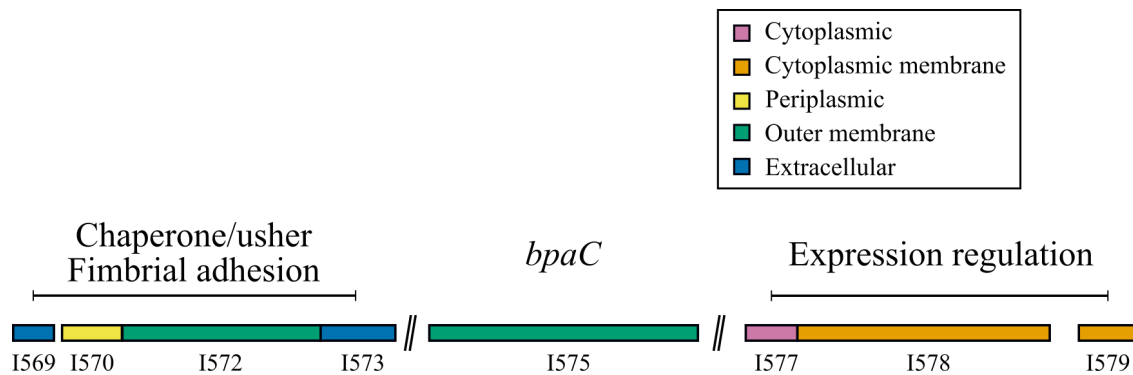 Cytoplasmic
Cytoplasmic membrane
Periplasmic
Outer membrane
Extracellular
Chaperone/usher
Fimbrial adhesion
bpaC
Expression regulation
I569 I570 I572 I573 I575 I577 I578 I579